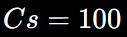 Cs = 100